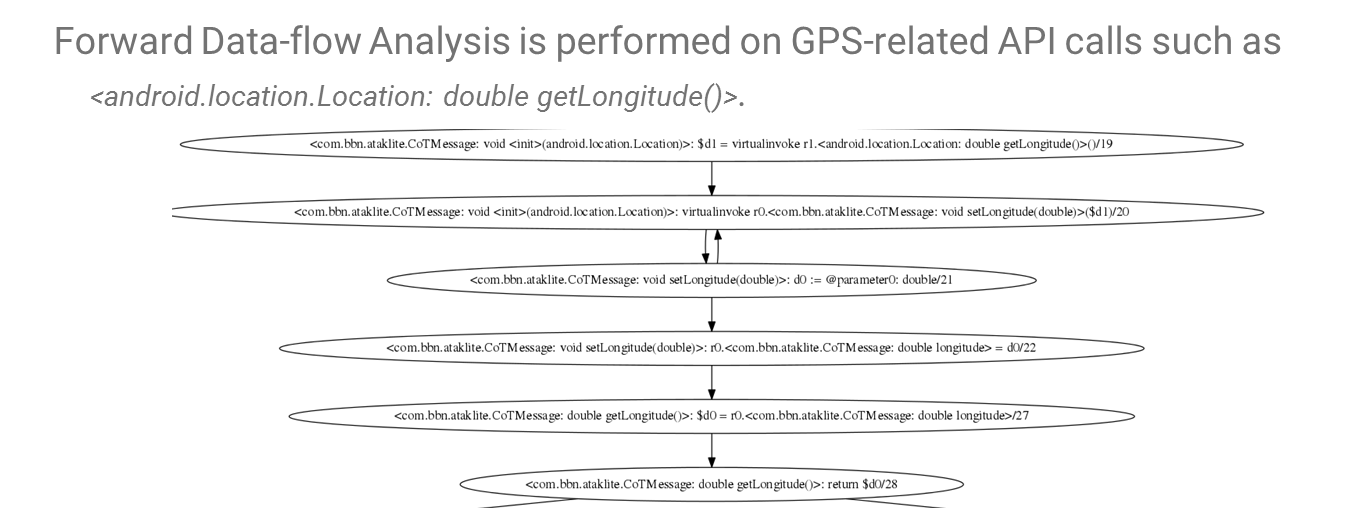 Forward Data-flow Analysis is performed on GPS-related API calls such as
<android.location.Location: double getLongitude()>.
<com.bbn.ataklite.CoTMessage: void <init>(android.location.Location)>: $d1 = virtualinvoke r1.<android.location.Location: double getLongitude()>()/19
<com.bbn.ataklite.CoTMessage: void <init>(android.location.Location)>: virtualinvoke r0.<com.bbn.ataklite.CoTMessage: void setLongitude(double)>($d1)/20
<com.bbn.ataklite.CoTMessage: void setLongitude(double)>: d0 := @parameter0: double/21
<com.bbn.ataklite.CoTMessage: void setLongitude(double)>: r0.<com.bbn.ataklite.CoTMessage: double longitude> = d0/22
<com.bbn.ataklite.CoTMessage: double getLongitude()>: $d0 = r0.<com.bbn.ataklite.CoTMessage: double longitude>/27
<com.bbn.ataklite.CoTMessage: double getLongitude()>: return $d0/28